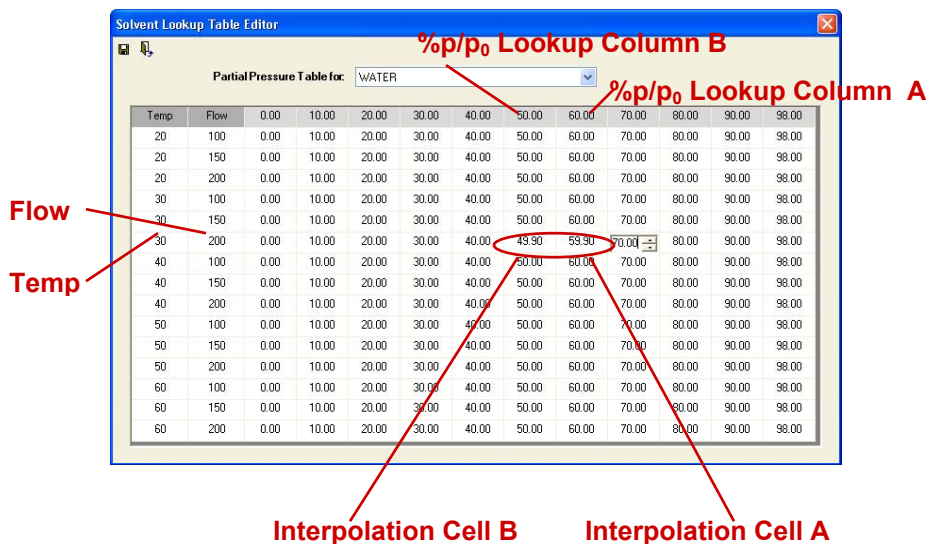 Solvent Lookup Table Editor
%p/p₀ Lookup Column B
Partial Pressure Table for: WATER
%p/p₀ Lookup Column A
Temp Flow 0.00 10.00 20.00 30.00 40.00 50.00 60.00 70.00 80.00 90.00 98.00
20 100 0.00 10.00 20.00 30.00 40.00 50.00 60.00 70.00 80.00 90.00 98.00
20 150 0.00 10.00 20.00 30.00 40.00 50.00 60.00 70.00 80.00 90.00 98.00
20 200 0.00 10.00 20.00 30.00 40.00 50.00 60.00 70.00 80.00 90.00 98.00
30 100 0.00 10.00 20.00 30.00 40.00 50.00 60.00 70.00 80.00 90.00 98.00
Flow
30 150 0.00 10.00 20.00 30.00 40.00 50.00 60.00 70.00 80.00 90.00 98.00
30 200 0.00 10.00 20.00 30.00 40.00 49.90 59.90 70.00 80.00 90.00 98.00
Temp
40 100 0.00 10.00 20.00 30.00 40.00 50.00 60.00 70.00 80.00 90.00 98.00
40 150 0.00 10.00 20.00 30.00 40.00 50.00 60.00 70.00 80.00 90.00 98.00
40 200 0.00 10.00 20.00 30.00 40.00 50.00 60.00 70.00 80.00 90.00 98.00
50 100 0.00 10.00 20.00 30.00 40.00 50.00 60.00 70.00 80.00 90.00 98.00
50 150 0.00 10.00 20.00 30.00 40.00 50.00 60.00 70.00 80.00 90.00 98.00
50 200 0.00 10.00 20.00 30.00 40.00 50.00 60.00 70.00 80.00 90.00 98.00
60 100 0.00 10.00 20.00 30.00 40.00 50.00 60.00 70.00 80.00 90.00 98.00
60 150 0.00 10.00 20.00 30.00 40.00 50.00 60.00 70.00 80.00 90.00 98.00
60 200 0.00 10.00 20.00 30.00 40.00 50.00 60.00 70.00 80.00 90.00 98.00
Interpolation Cell B Interpolation Cell A